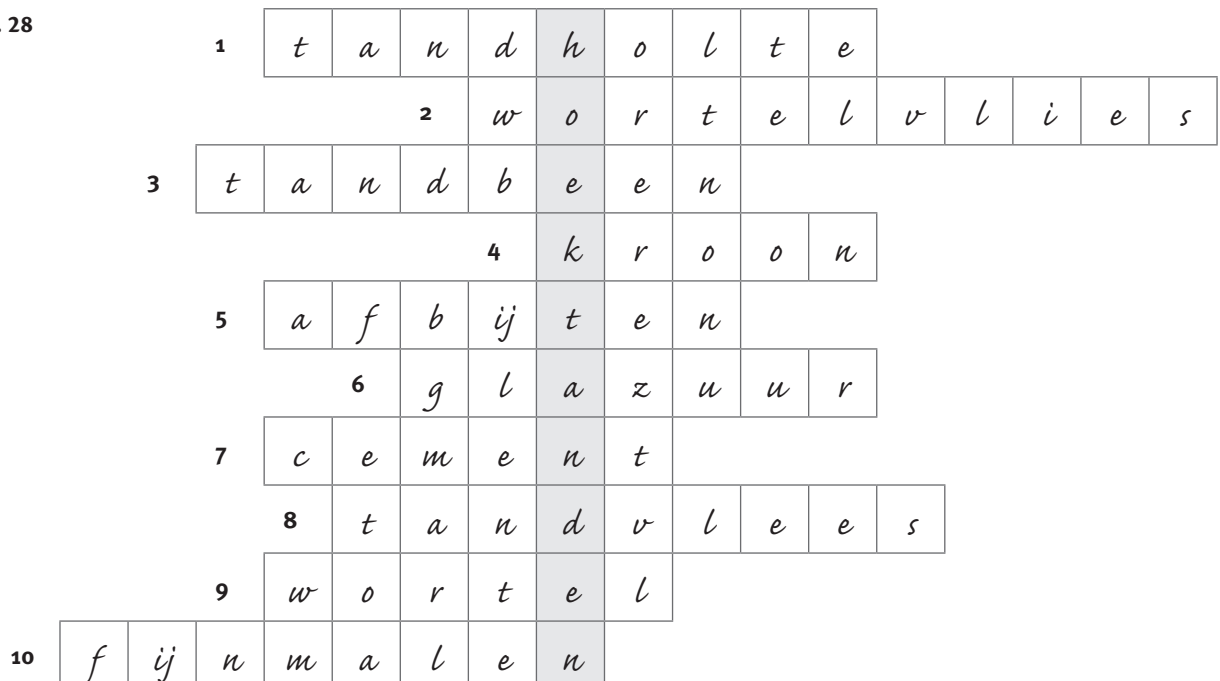 28
1 tandholte
2 wortelvlies
3 tandbeen
4 kroon
5 afbijten
6 glazuur
7 cement
8 tandvlees
9 wortel
10 fijnmalen